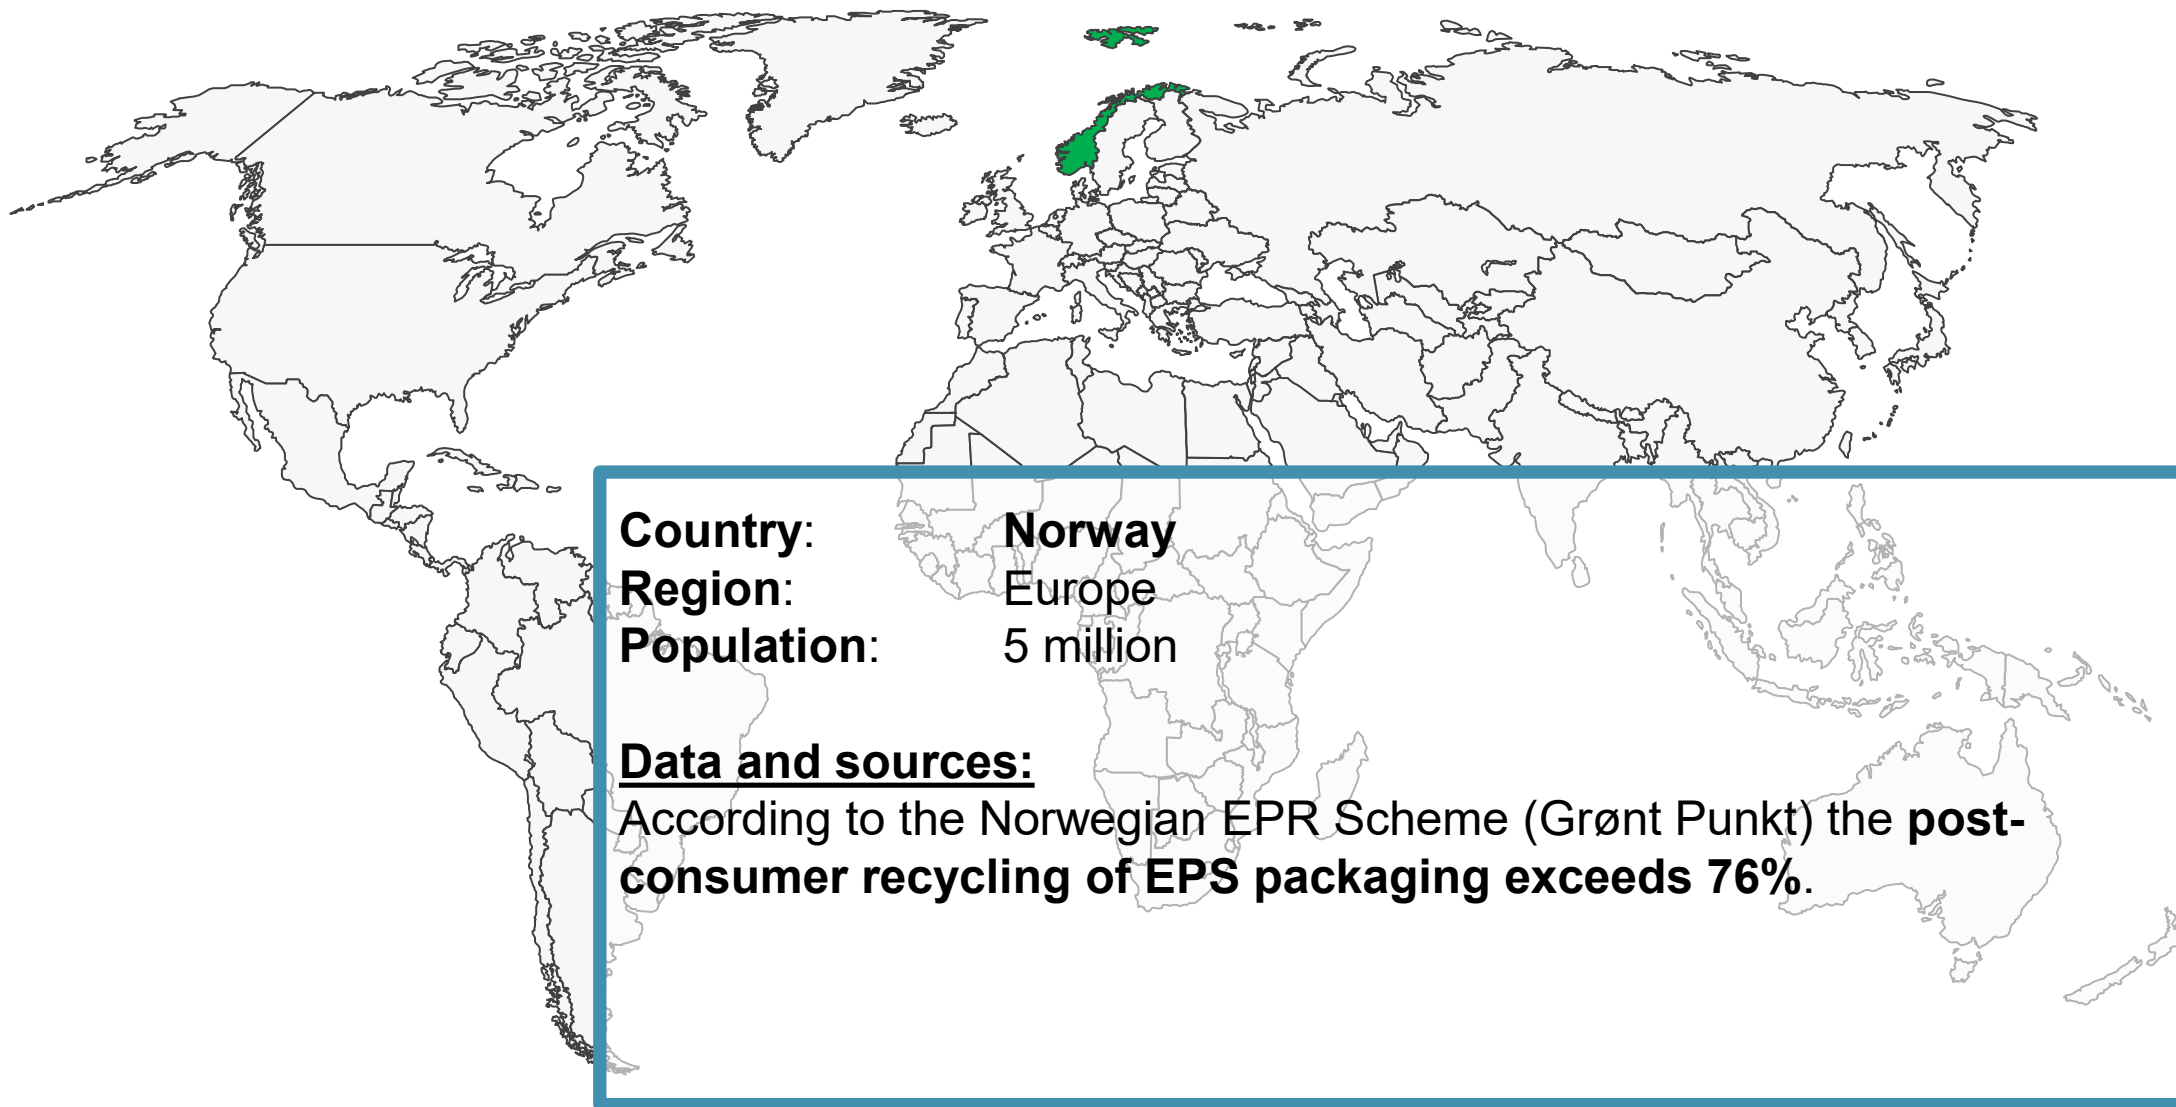 Country: Norway
Region: Europe
Population: 5 million
Data and sources:
According to the Norwegian EPR Scheme (Grønt Punkt) the post-
consumer recycling of EPS packaging exceeds 76%.